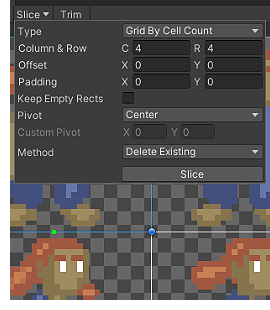 Slice Trim
Type Grid By Cell Count
Column & Row C 4 R 4
Offset X 0 Y 0
Padding X 0 Y 0
Keep Empty Rects
Pivot Center
Custom Pivot X 0 Y 0
Method Delete Existing
Slice